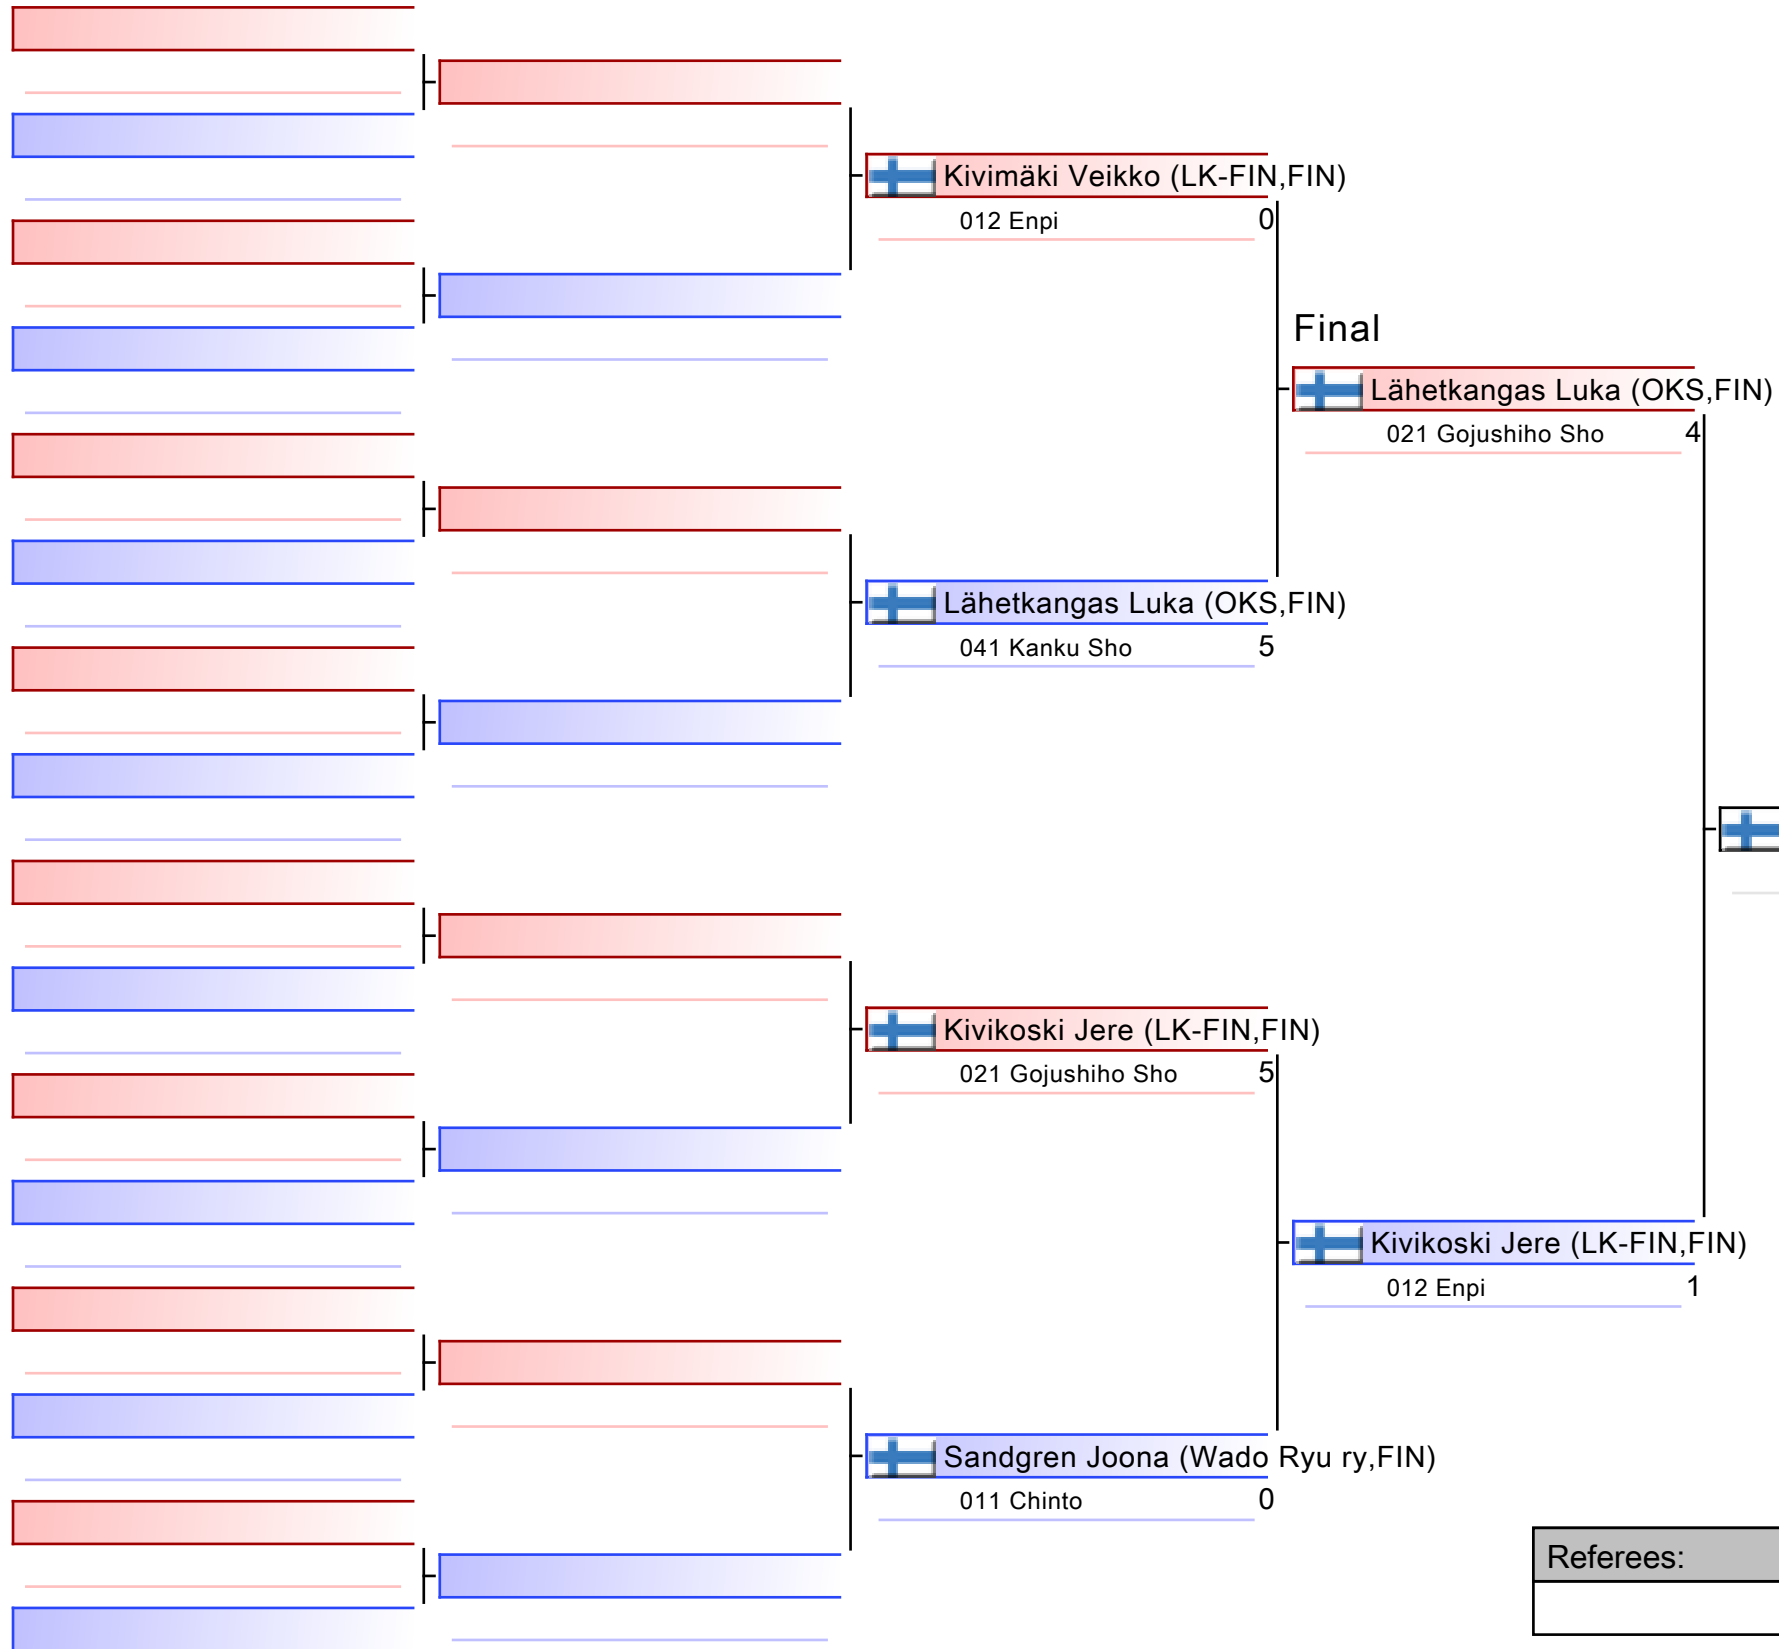 Kivimäki Veikko (LK-FIN,FIN)
012 Enpi 0
Final
Lähetkangas Luka (OKS,FIN)
021 Gojushiho Sho 4
Lähetkangas Luka (OKS,FIN)
041 Kanku Sho 5
Kivikoski Jere (LK-FIN,FIN)
021 Gojushiho Sho 5
Kivikoski Jere (LK-FIN,FIN)
012 Enpi 1
Sandgren Joona (Wado Ryu ry,FIN)
011 Chinto 0
Referees: